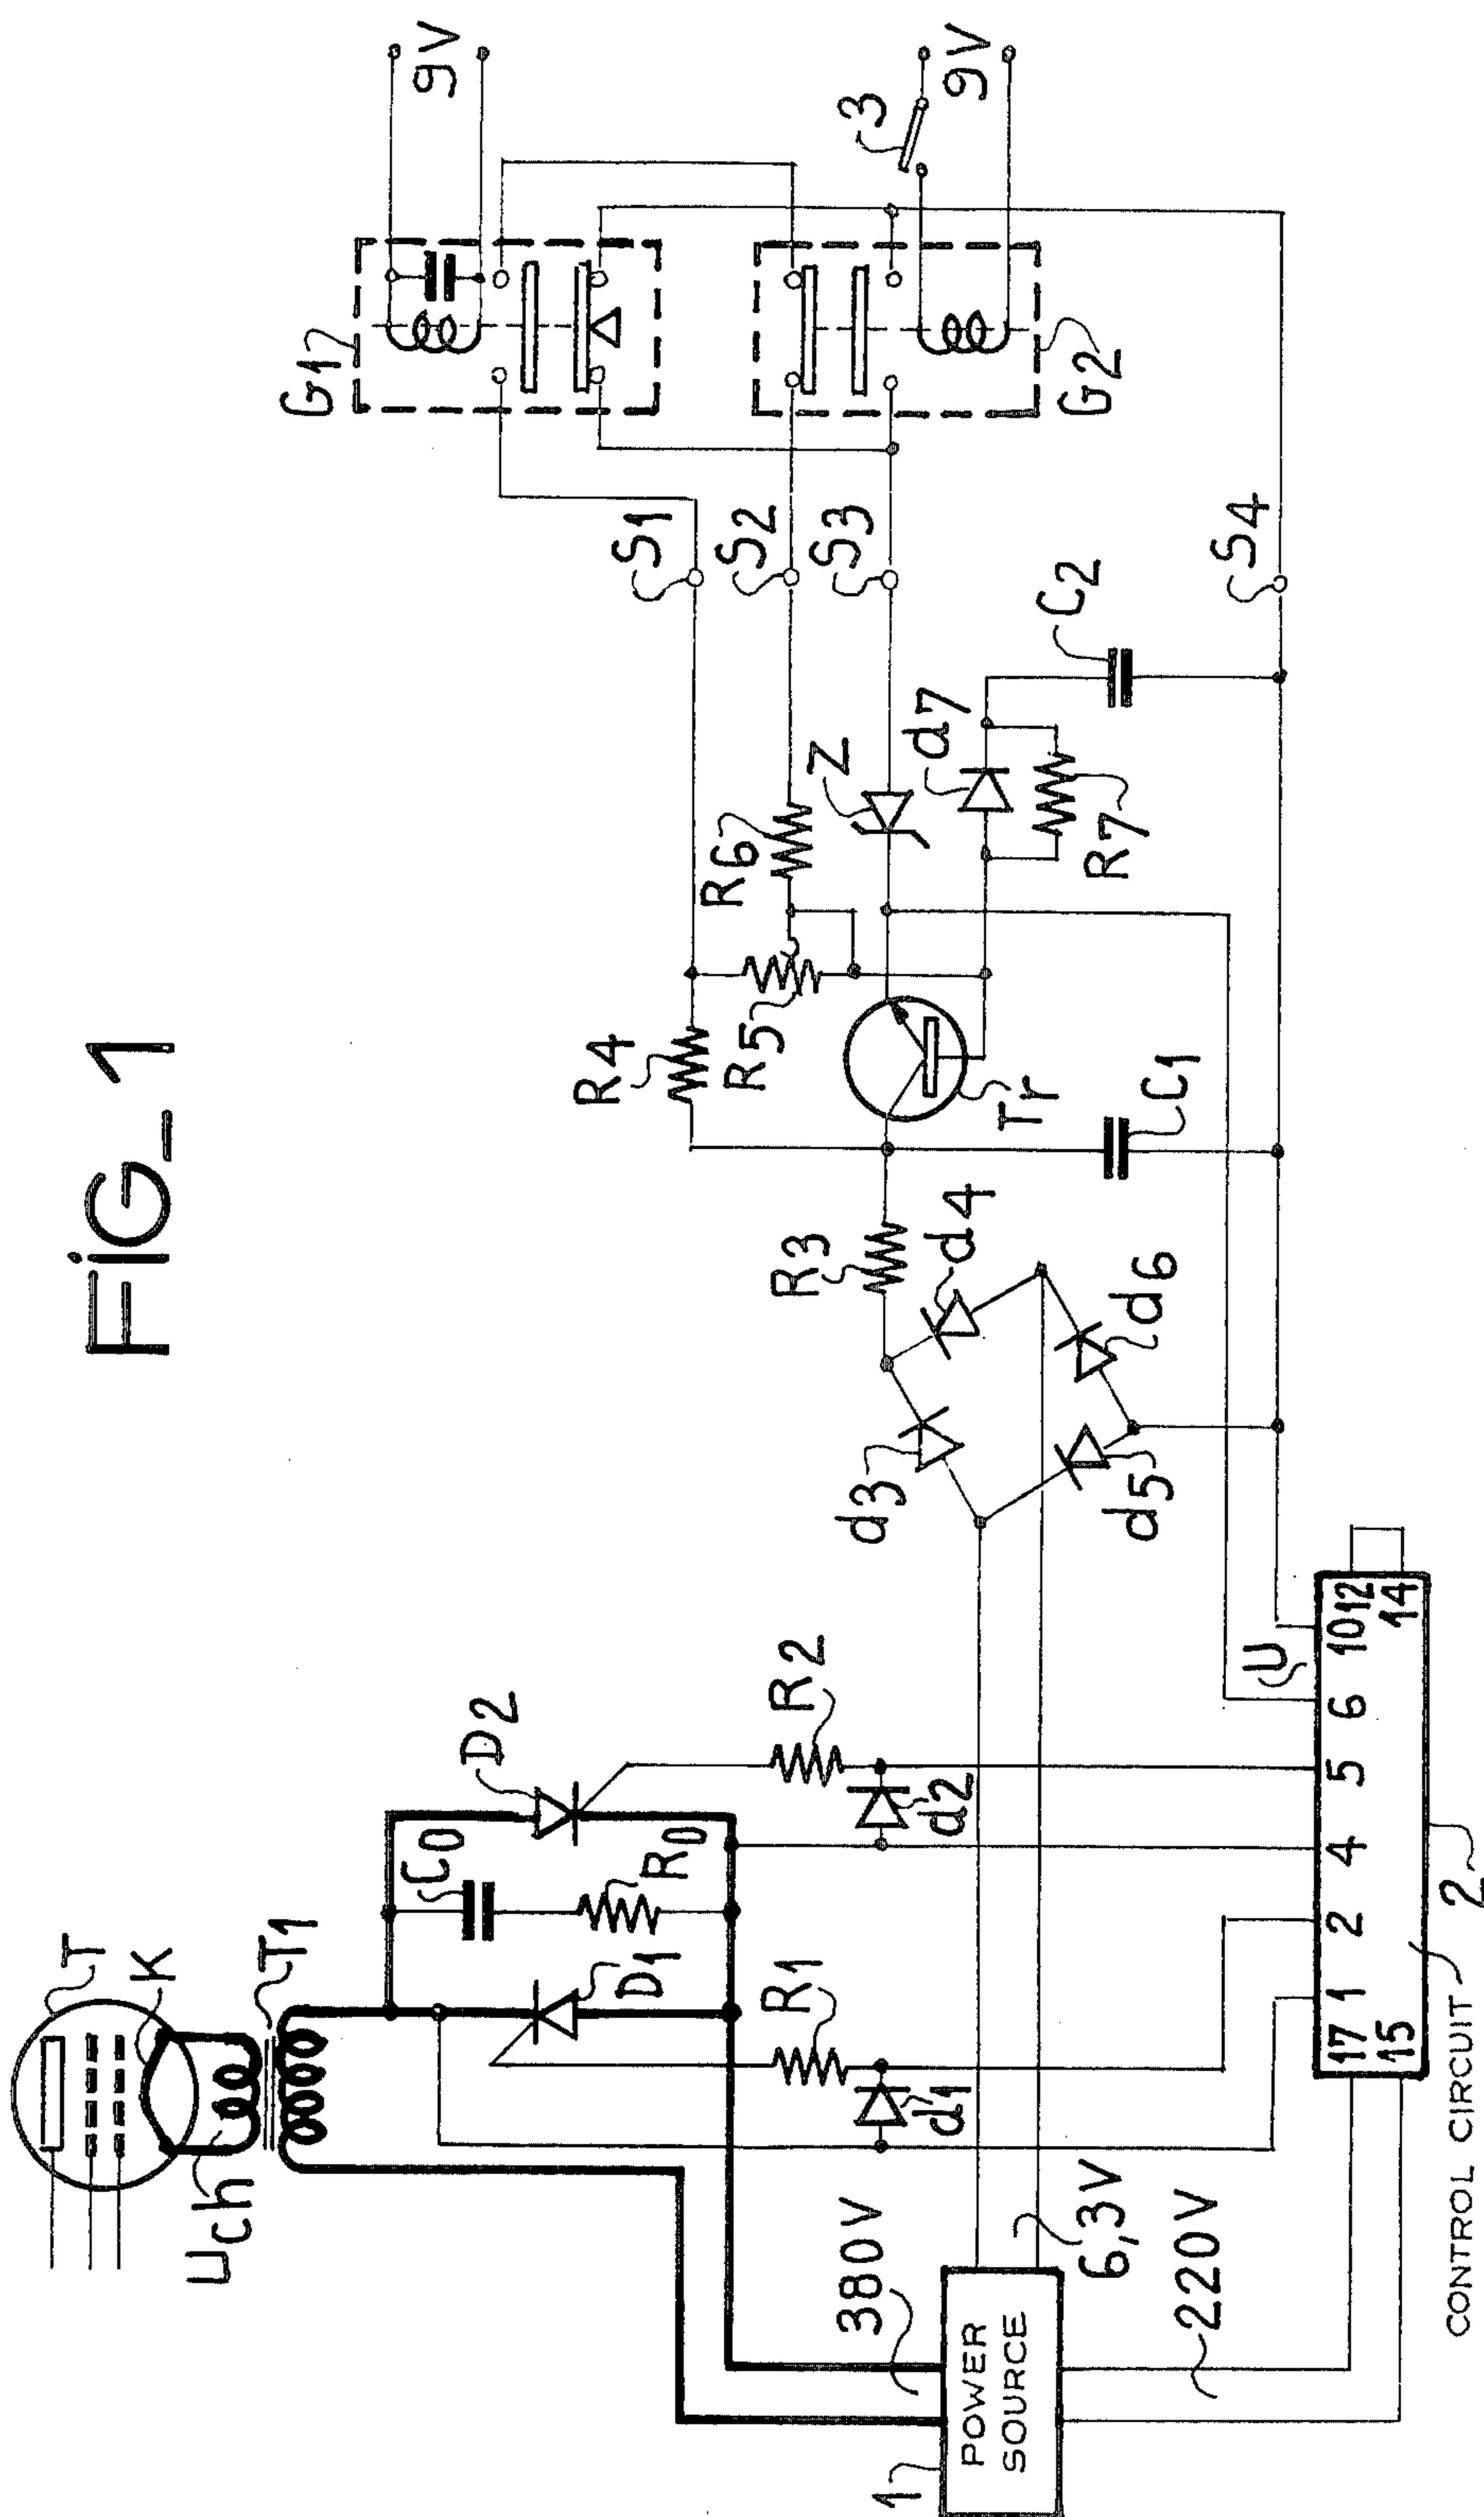 FiG_1
T
K
Uch
T1
D2
C0
R0
D1
R2
R1
d2
d1
380V
6,3V
220V
1
POWER
SOURCE
17
15
1
2
4
5
6
10
12
14
U
2
CONTROL CIRCUIT
d3
d4
d5
d6
R3
R4
R5
R6
Tr
C1
Z
d7
R7
C2
S1
S2
S3
S4
G1
G2
3
9V
9V